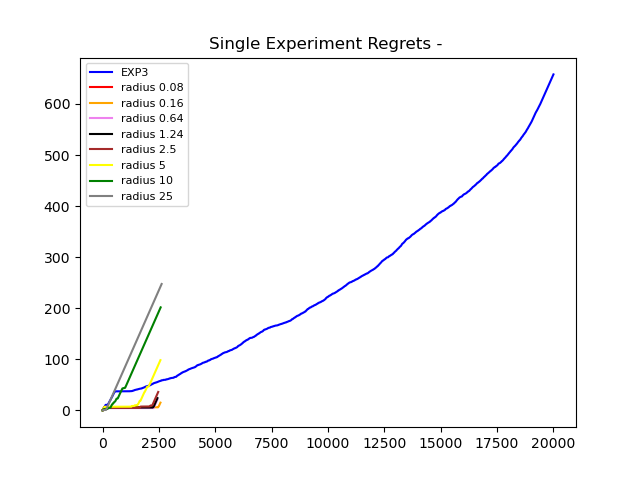 Single Experiment Regrets -
EXP3
radius 0.08
radius 0.16
radius 0.64
radius 1.24
radius 2.5
radius 5
radius 10
radius 25
600
500
400
300
200
100
0
0 2500 5000 7500 10000 12500 15000 17500 20000